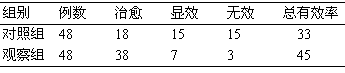 组别 例数 治愈 显效 无效 总有效率
对照组 48 18 15 15 33
观察组 48 38 7 3 45